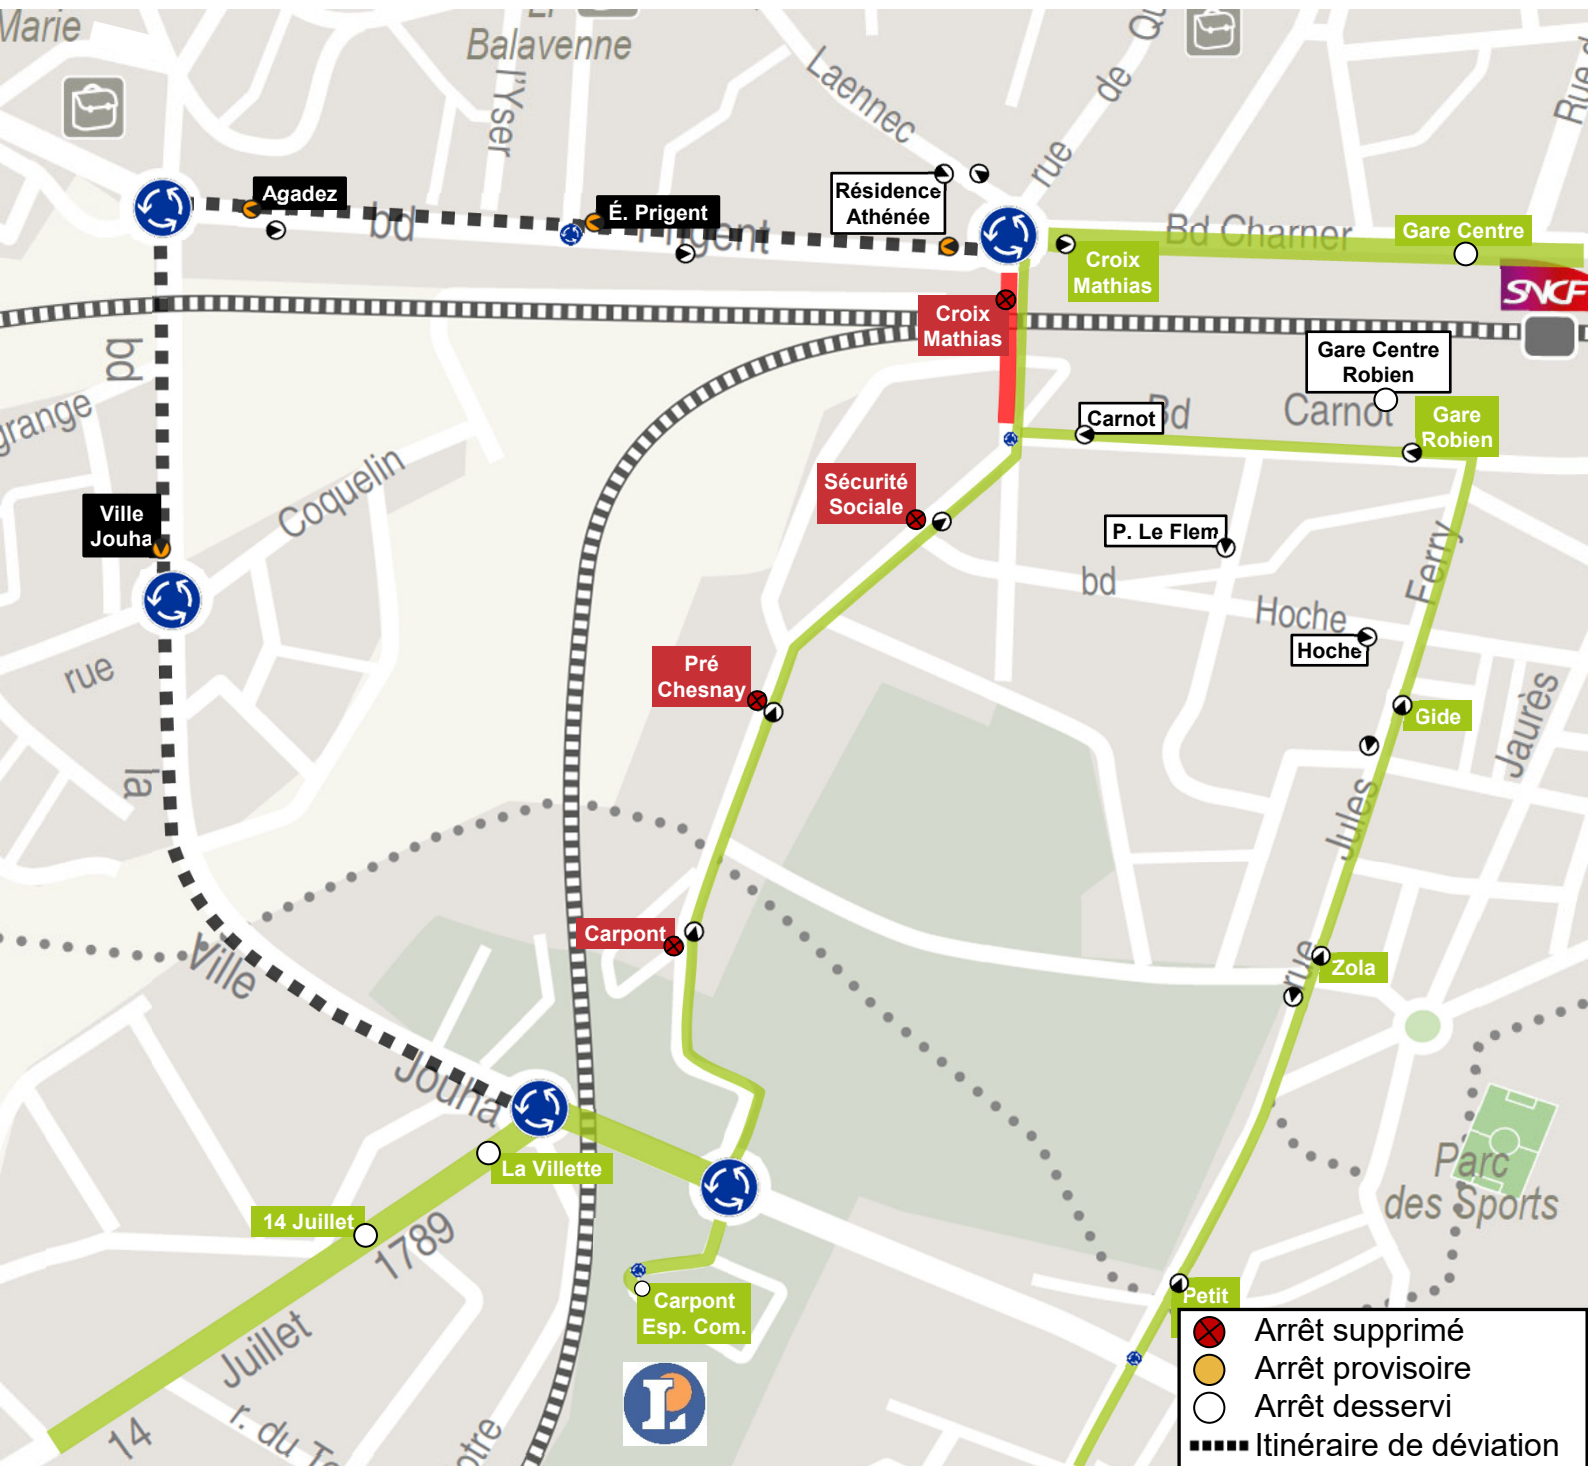 Marie
Balavenne
l'Yser
Laennec
rue
de
Agadez
bd
É. Prigent
Prigent
Résidence
Athénée
Bd Charner
Gare Centre
Croix
Mathias
SNCF
Croix
Mathias
Gare Centre
Robien
bd
Bd
Carnot
Carnot
Gare
Robien
Coquelin
Sécurité
Sociale
Ville
Jouha
P. Le Flem
bd
Ferry
Hoche
Hoche
rue
Pré
Chesnay
Gide
Jaurès
la
Jules
Carpont
Ville
rue
Zola
Jouha
La Villette
Parc
des Sports
14 Juillet
1789
Carpont
Esp. Com.
Petit
Juillet
14
r. du
L
Arrêt supprimé
Arrêt provisoire
Arrêt desservi
Itinéraire de déviation